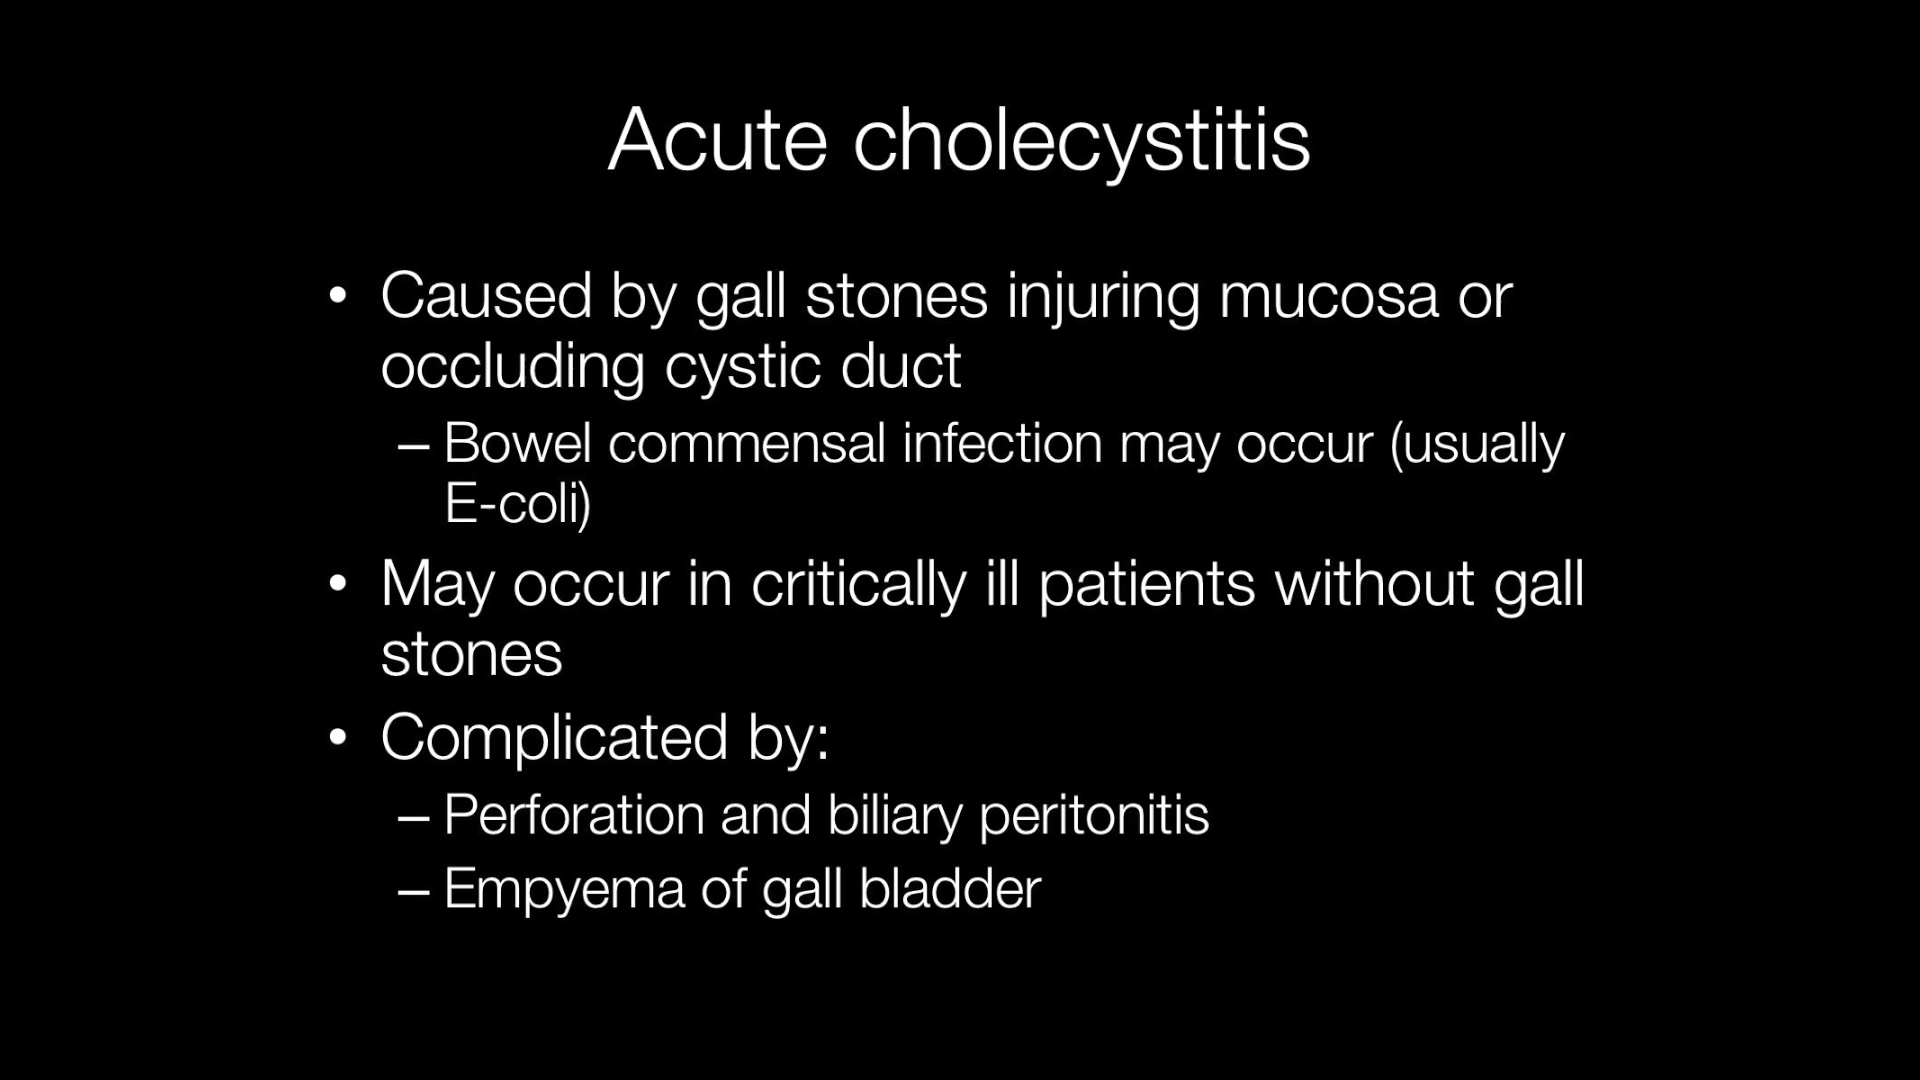 Acute cholecystitis
• Caused by gall stones injuring mucosa or
occluding cystic duct
– Bowel commensal infection may occur (usually
E-coli)
• May occur in critically ill patients without gall
stones
• Complicated by:
– Perforation and biliary peritonitis
– Empyema of gall bladder